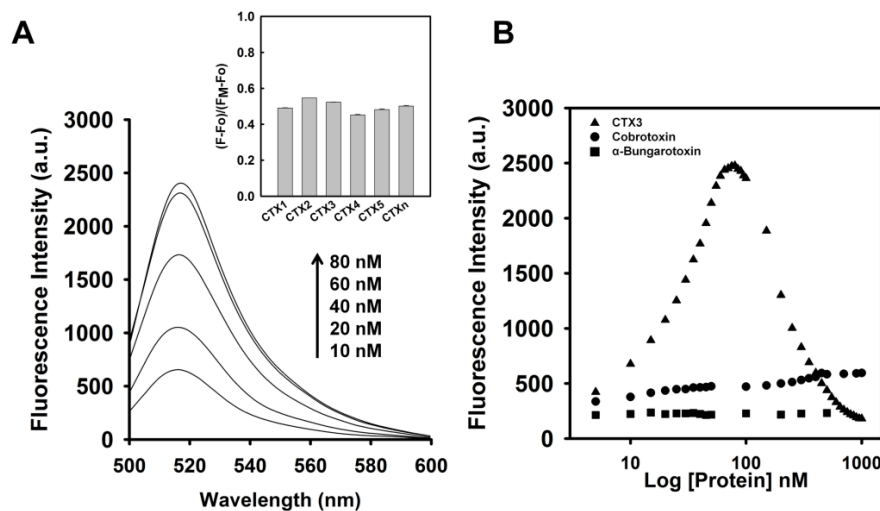 A
(F-Fo)/(FM-Fo)
1.0
0.8
0.6
0.4
0.2
0.0
CTX1
CTX2
CTX3
CTX4
CTX5
CTXn
Fluorescence Intensity (a.u.)
3000
2500
2000
1500
1000
500
0
80 nM
60 nM
40 nM
20 nM
10 nM
500 520 540 560 580 600
Wavelength (nm)
B
Fluorescence Intensity (a.u.)
3000
2500
2000
1500
1000
500
0
CTX3
Cobrotoxin
α-Bungarotoxin
10 100 1000
Log [Protein] nM